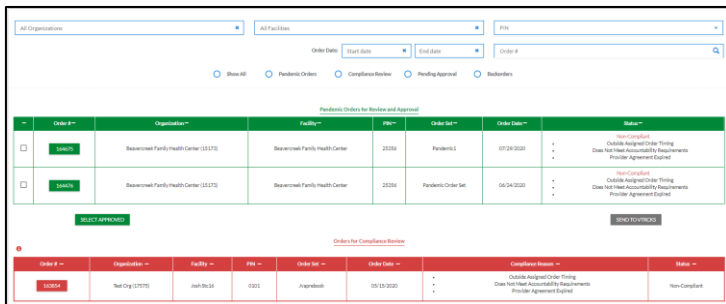 All Organizations
All Facilities
PIN
Order Date:
Start date
End date
Order #
Show All
Pandemic Orders
Compliance Review
Pending Approval
Backorders
Pandemic Orders for Review and Approval
Order # Organization Facility PIN Order Set Order Date Status
164675 Beavercreek Family Health Center (15173) Beavercreek Family Health Center 25356 Pandemic1 07/29/2020 Non-Compliant
Outside Assigned Order Timing
Does Not Meet Accountability Requirements
Provider Agreement Expired
164476 Beavercreek Family Health Center (15173) Beavercreek Family Health Center 25356 Pandemic Order Set 06/24/2020 Non-Compliant
Outside Assigned Order Timing
Does Not Meet Accountability Requirements
Provider Agreement Expired
SELECT APPROVED
SEND TO VTRCKS
Orders for Compliance Review
Order # Organization Facility PIN Order Set Order Date Compliance Reason Status
163854 Test Org (17575) 0101 05/15/2020 Outside Assigned Order Timing
Does Not Meet Accountability Requirements
Provider Agreement Expired
Non-Compliant